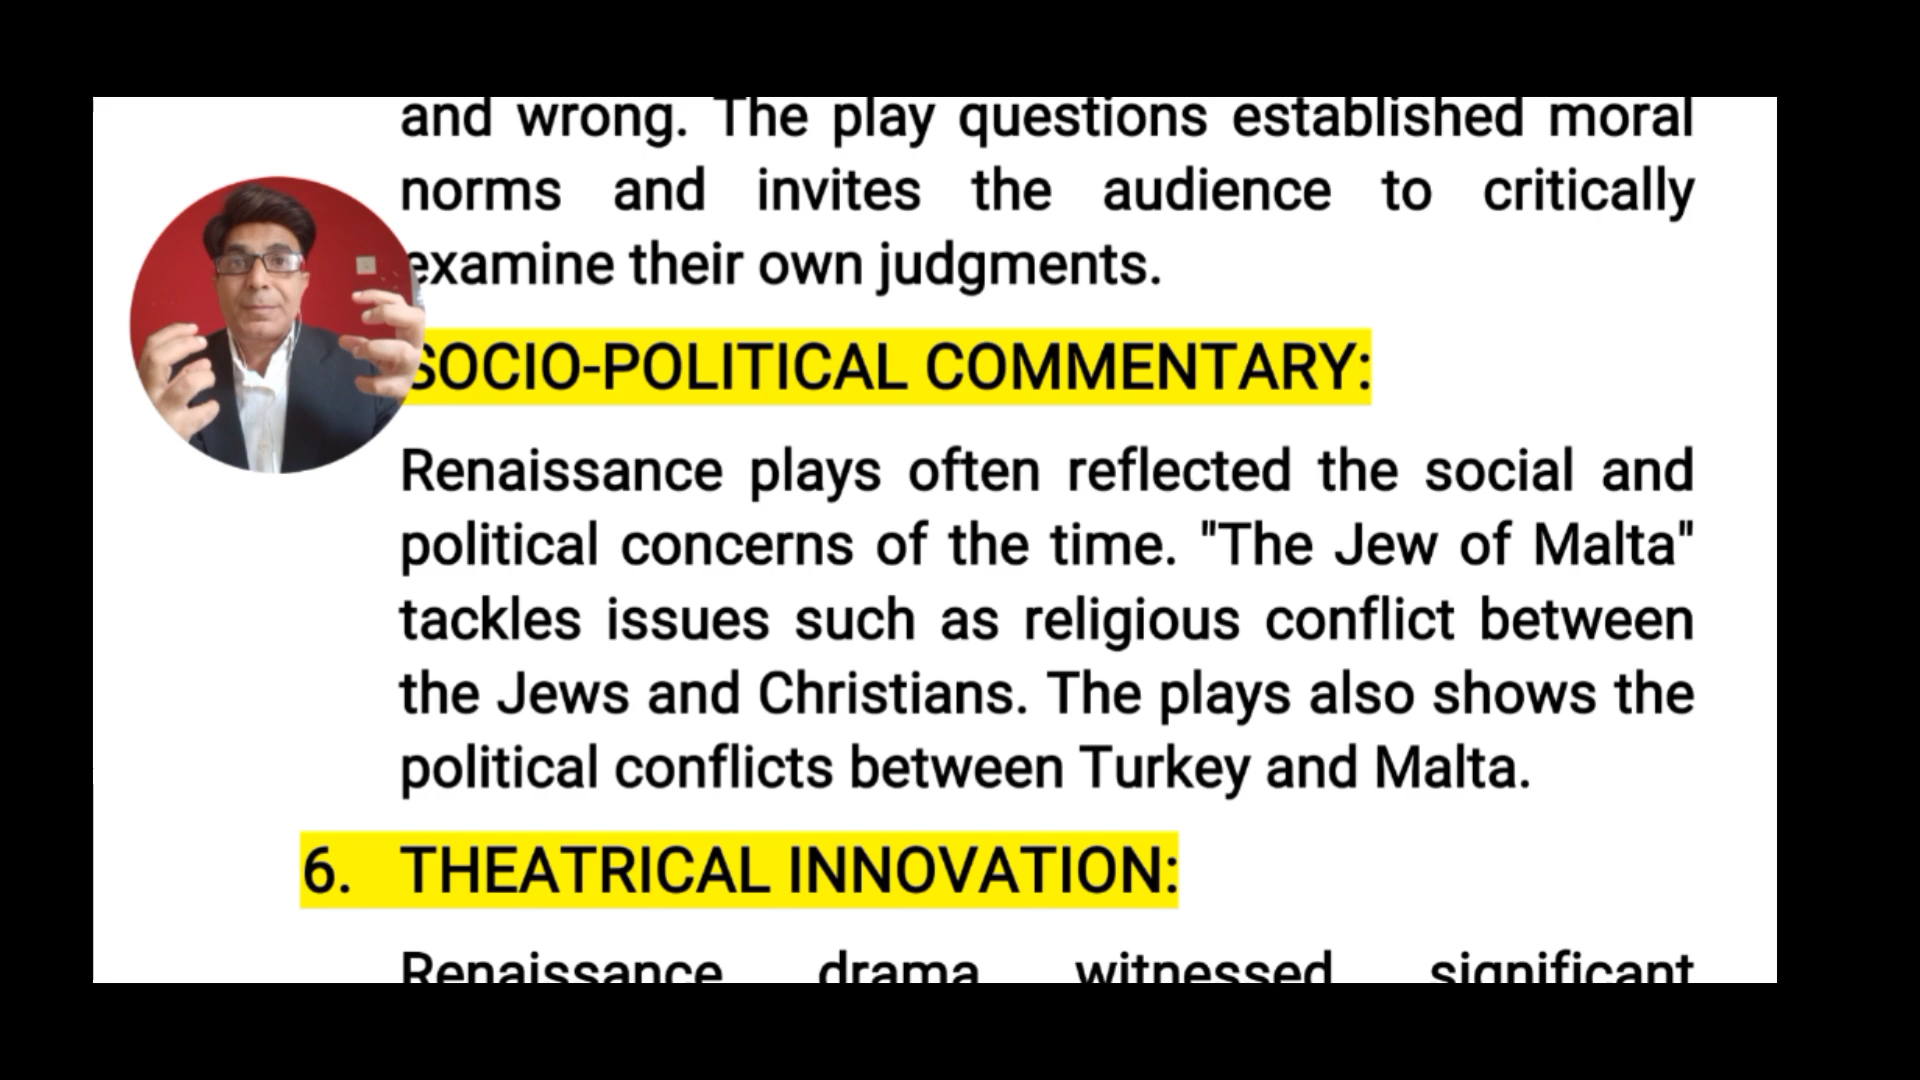 and wrong. The play questions established moral
norms and invites the audience to critically
examine their own judgments.
SOCIO-POLITICAL COMMENTARY:
Renaissance plays often reflected the social and
political concerns of the time. "The Jew of Malta"
tackles issues such as religious conflict between
the Jews and Christians. The plays also shows the
political conflicts between Turkey and Malta.
6. THEATRICAL INNOVATION:
Renaissance drama witnessed significant